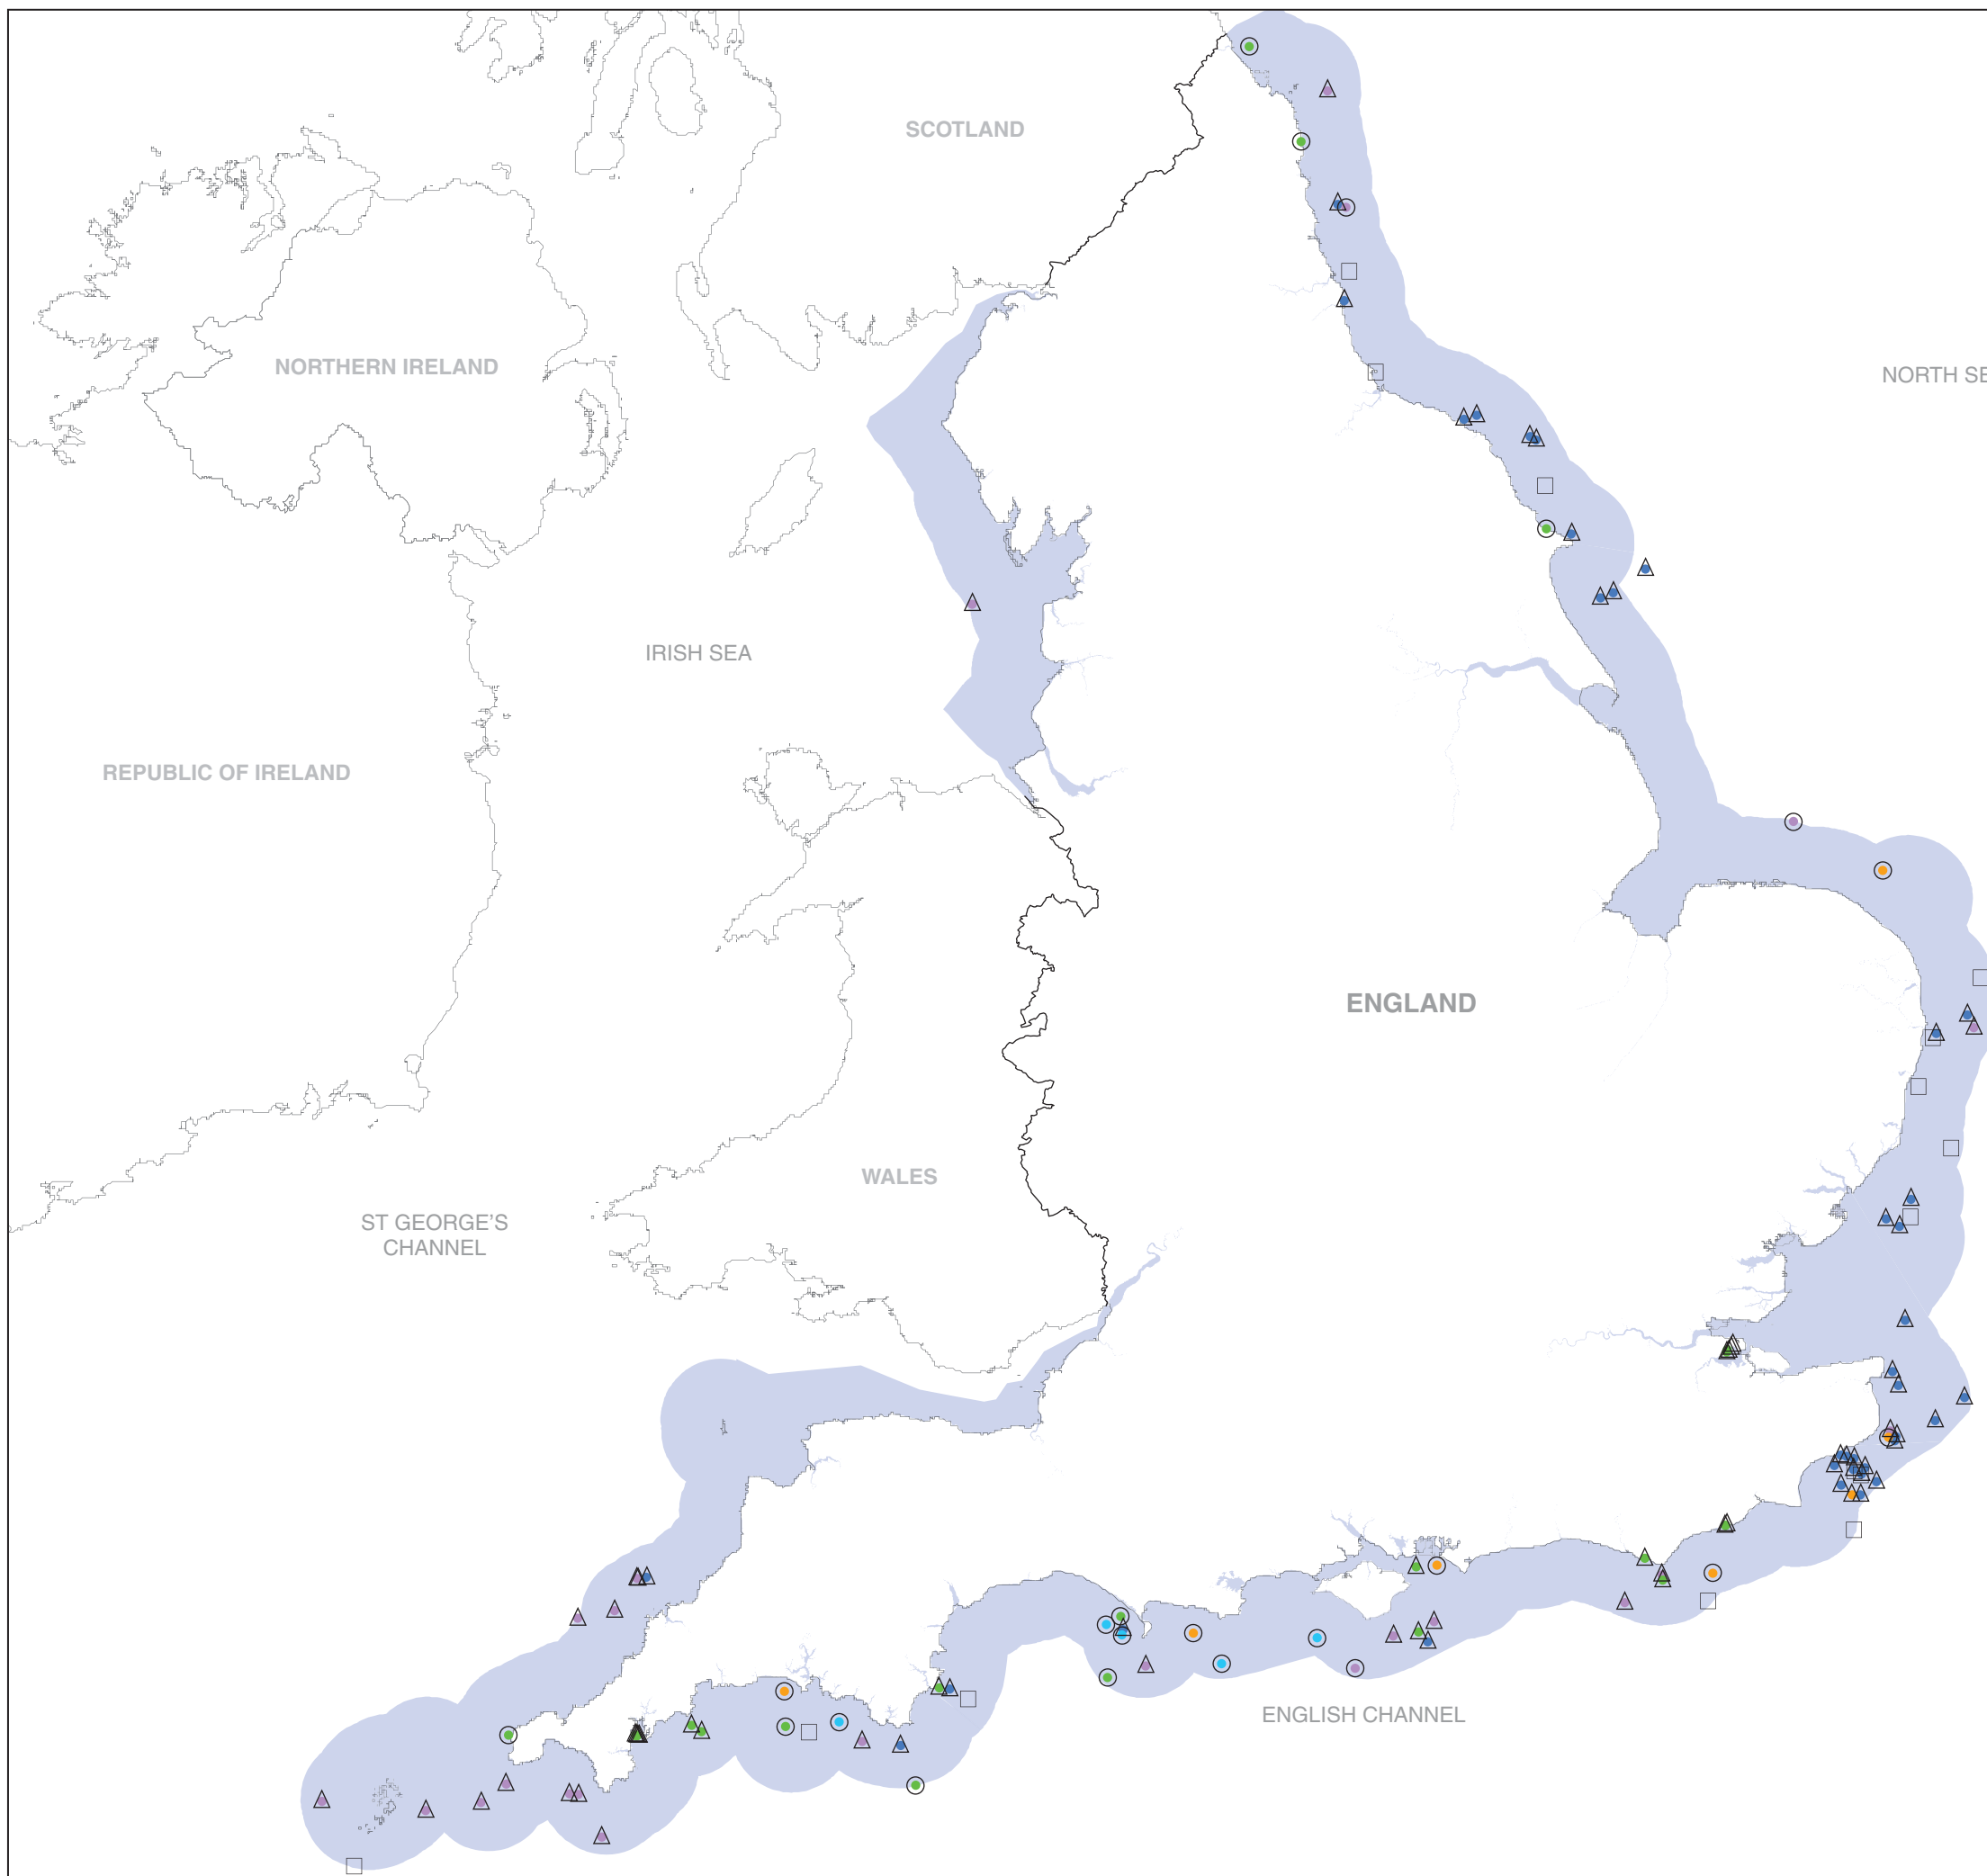 SCOTLAND
NORTHERN IRELAND
NORTH SE
IRISH SEA
REPUBLIC OF IRELAND
ENGLAND
WALES
ST GEORGE'S
CHANNEL
ENGLISH CHANNEL